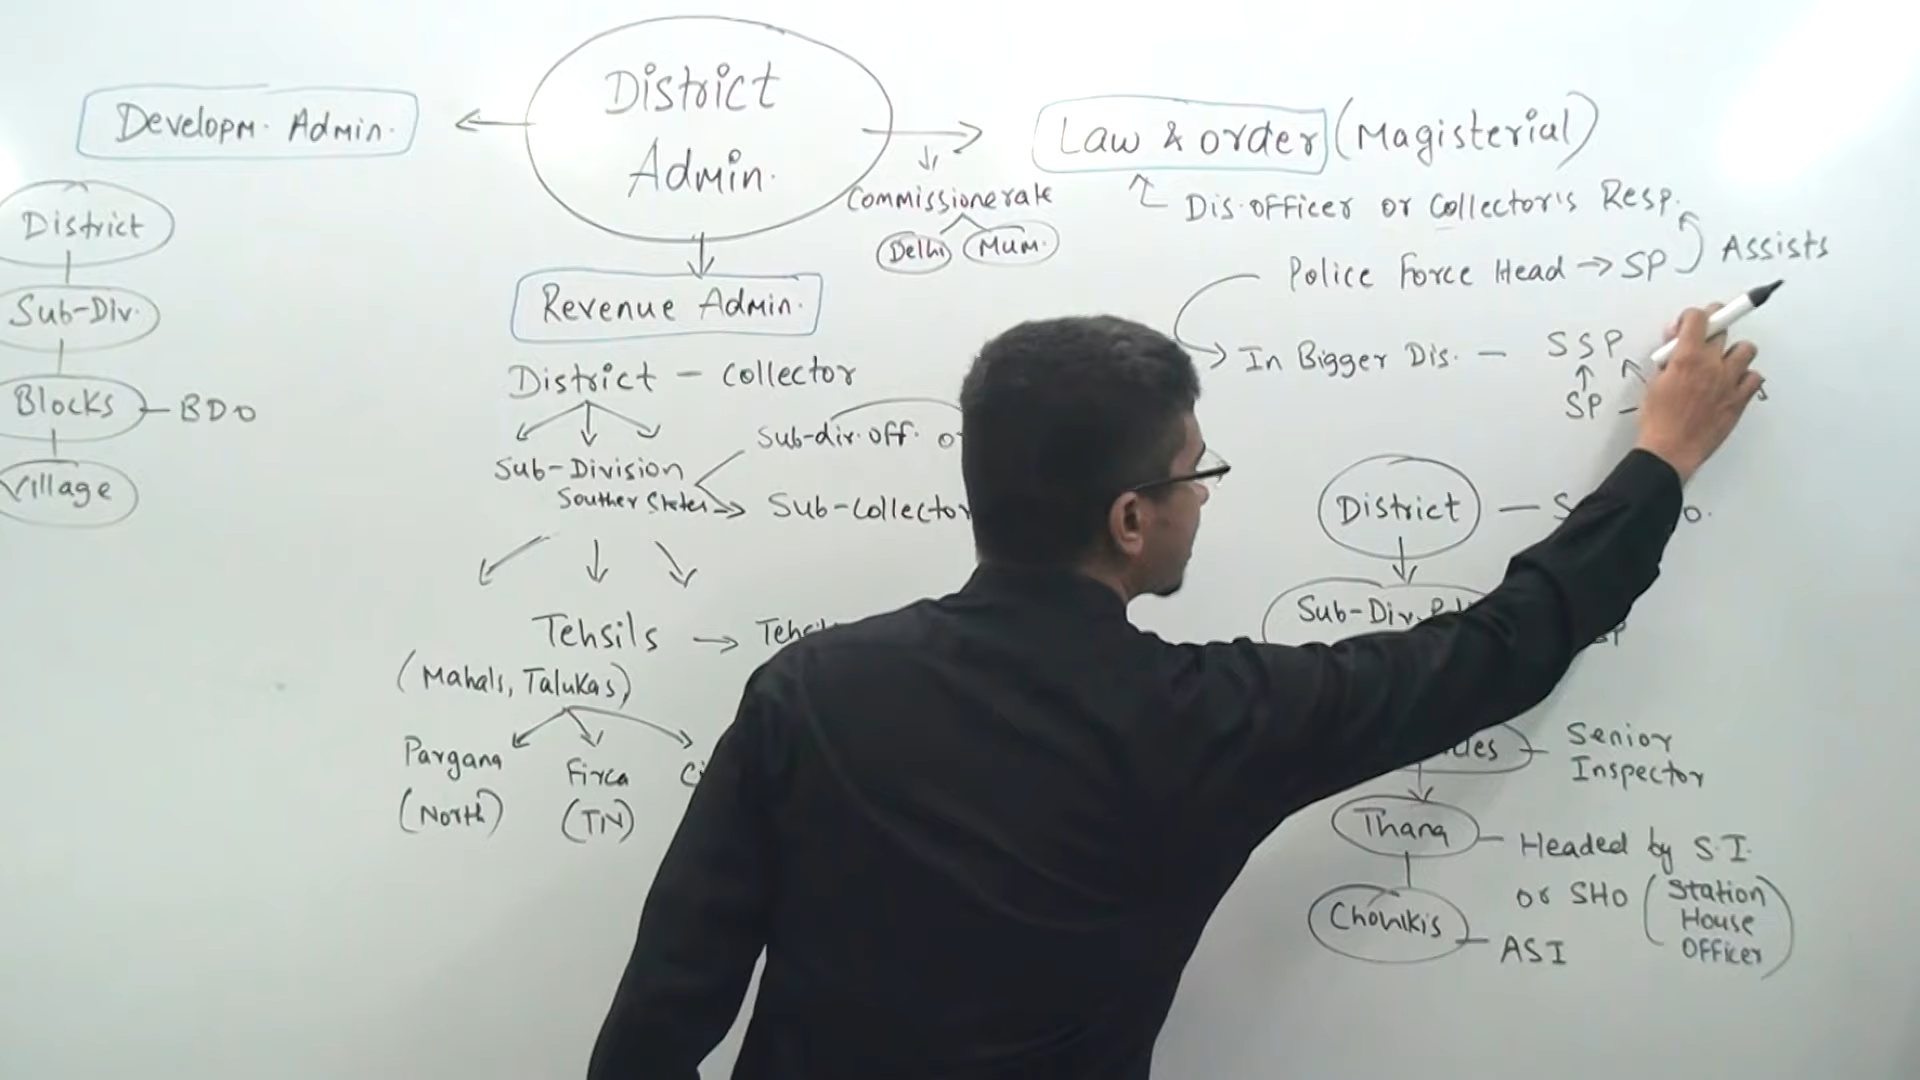 District
Admin.
Developm. Admin.
District
Sub-Div.
Blocks - BDO
Village
Commissionerate
Delhi Mum.
Revenue Admin.
District - Collector
Sub-Division
Souther States
Sub-div. off.
Sub-Collector
Tehsils →
(Mahals, Talukas)
Pargana
(North)
Firca
(TN)
Law & order (Magisterial)
Dis. officer or Collector's Resp.
Police Force Head → SP
Assists
In Bigger Dis. - SSP
SP -
District -
Sub-Div.
Senior
Inspector
Thana - Headed by S.I.
or SHO (Station
House
Officer)
Chowkis - ASI